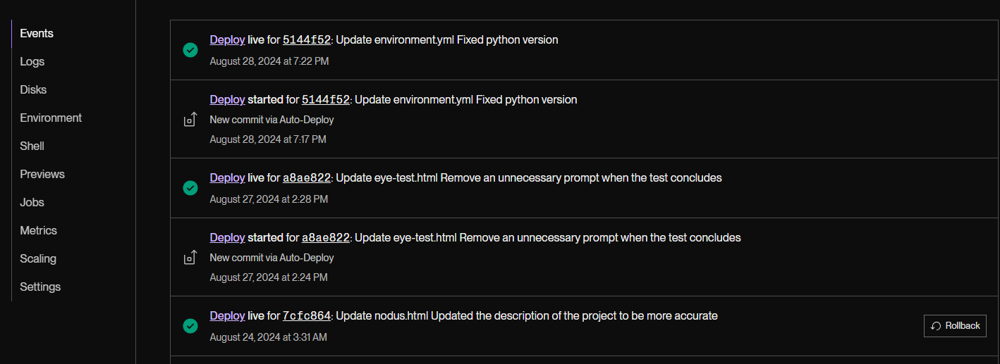 Events
Logs
Disks
Environment
Shell
Previews
Jobs
Metrics
Scaling
Settings
Deploy live for 5144f52: Update environment.yml Fixed python version
August 28, 2024 at 7:22 PM
Deploy started for 5144f52: Update environment.yml Fixed python version
New commit via Auto-Deploy
August 28, 2024 at 7:17 PM
Deploy live for a8ae822: Update eye-test.html Remove an unnecessary prompt when the test concludes
August 27, 2024 at 2:28 PM
Deploy started for a8ae822: Update eye-test.html Remove an unnecessary prompt when the test concludes
New commit via Auto-Deploy
August 27, 2024 at 2:24 PM
Deploy live for 7cfc864: Update nodus.html Updated the description of the project to be more accurate
August 24, 2024 at 3:31 AM
Rollback